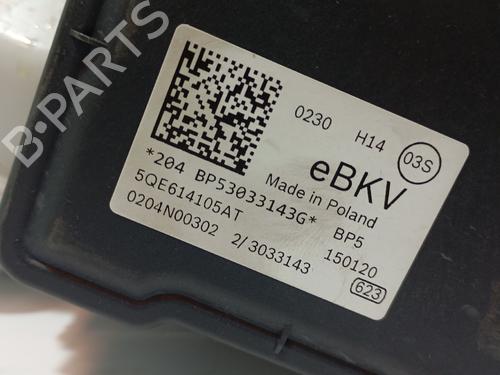 B·PARTS
0230 H14 03S
eBKV
Made in Poland
*204 BP53033143G* BP5
5QE614105AT 150120
0204N00302 2/3033143 623